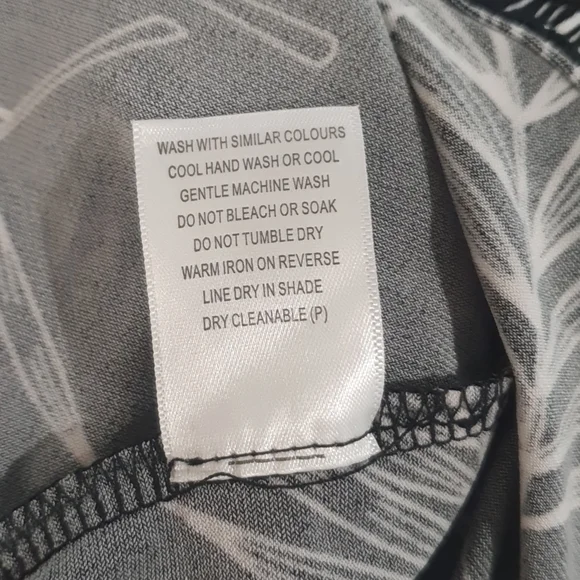 WASH WITH SIMILAR COLOURS
COOL HAND WASH OR COOL
GENTLE MACHINE WASH
DO NOT BLEACH OR SOAK
DO NOT TUMBLE DRY
WARM IRON ON REVERSE
LINE DRY IN SHADE
DRY CLEANABLE (P)